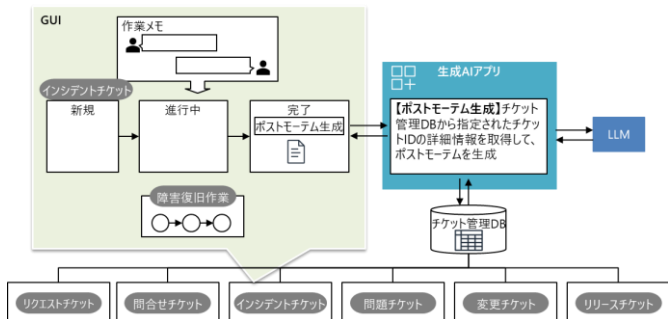 GUI
作業メモ
インシデントチケット
新規
進行中
完了
ポストモーテム生成
障害復旧作業
生成AIアプリ
【ポストモーテム生成】チケット
管理DBから指定されたチケッ
トIDの詳細情報を取得して、
ポストモーテムを生成
LLM
チケット管理DB
リクエストチケット
問合せチケット
インシデントチケット
問題チケット
変更チケット
リリースチケット